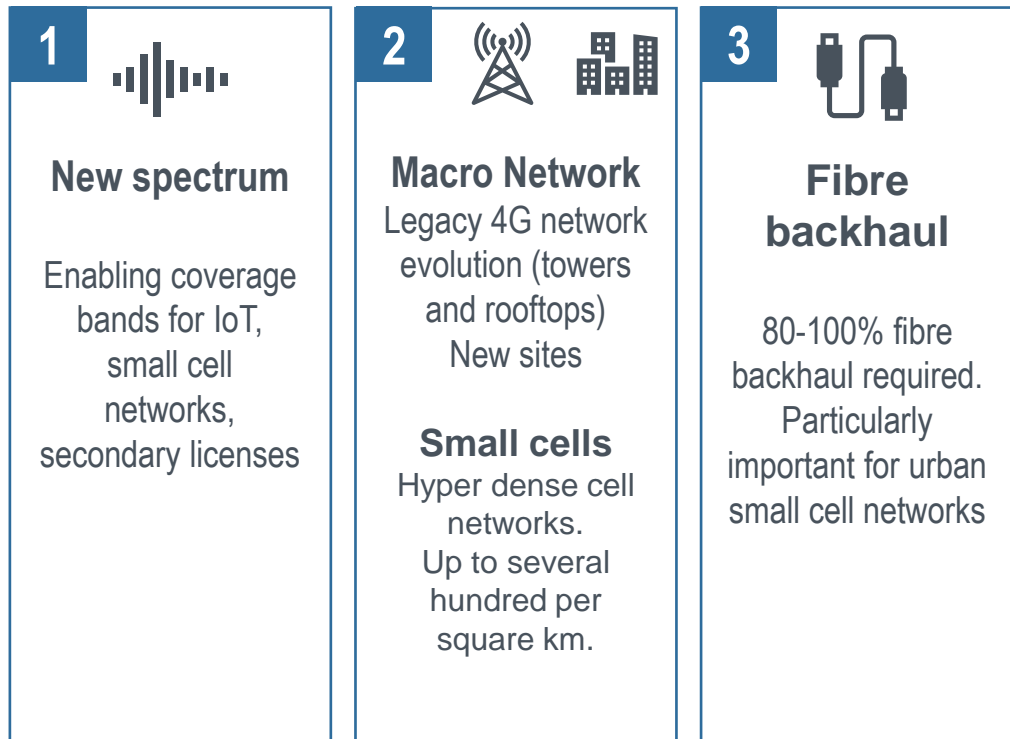 1
New spectrum
Enabling coverage
bands for IoT,
small cell
networks,
secondary licenses
2
Macro Network
Legacy 4G network
evolution (towers
and rooftops)
New sites
Small cells
Hyper dense cell
networks.
Up to several
hundred per
square km.
3
Fibre
backhaul
80-100% fibre
backhaul required.
Particularly
important for urban
small cell networks